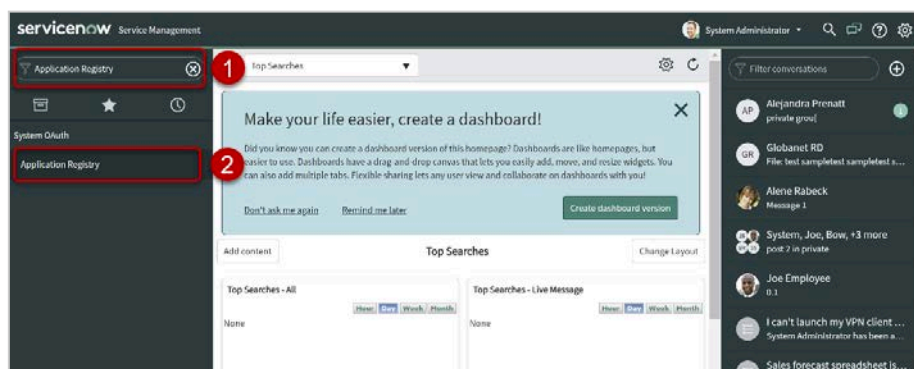 servicenow Service Management
System Administrator
Application Registry
System OAuth
Application Registry
1
2
Top Searches
Make your life easier, create a dashboard!
Did you know you can create a dashboard version of this homepage? Dashboards are like homepages, but
easier to use. Dashboards have a drag-and-drop canvas that lets you easily add, move, and resize widgets. You
can also add multiple tabs. Flexible sharing lets any user view and collaborate on dashboards with you!
Don't ask me again
Remind me later
Create dashboard version
Add content
Top Searches
Change Layout
Top Searches - All
Hour Day Week Month
None
Top Searches - Live Message
Hour Day Week Month
None
Filter conversations
AP
Alejandra Prenatt
private grou[
1
GR
Globanet RD
File: test sampletest sampletest s...
Alene Rabeck
Message 1
System, Joe, Bow, +3 more
post 2 in private
Joe Employee
0.1
I can't launch my VPN client ...
System Administrator has been a...
Sales forecast spreadsheet is...